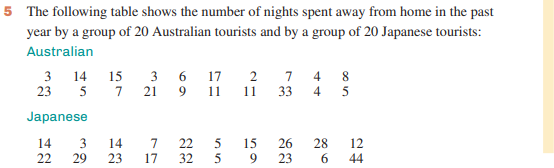 5 The following table shows the number of nights spent away from home in the past
year by a group of 20 Australian tourists and by a group of 20 Japanese tourists:
Australian
3 14 15 3 6 17 2 7 4 8
23 5 7 21 9 11 11 33 4 5
Japanese
14 3 14 7 22 5 15 26 28 12
22 29 23 17 32 5 9 23 6 44